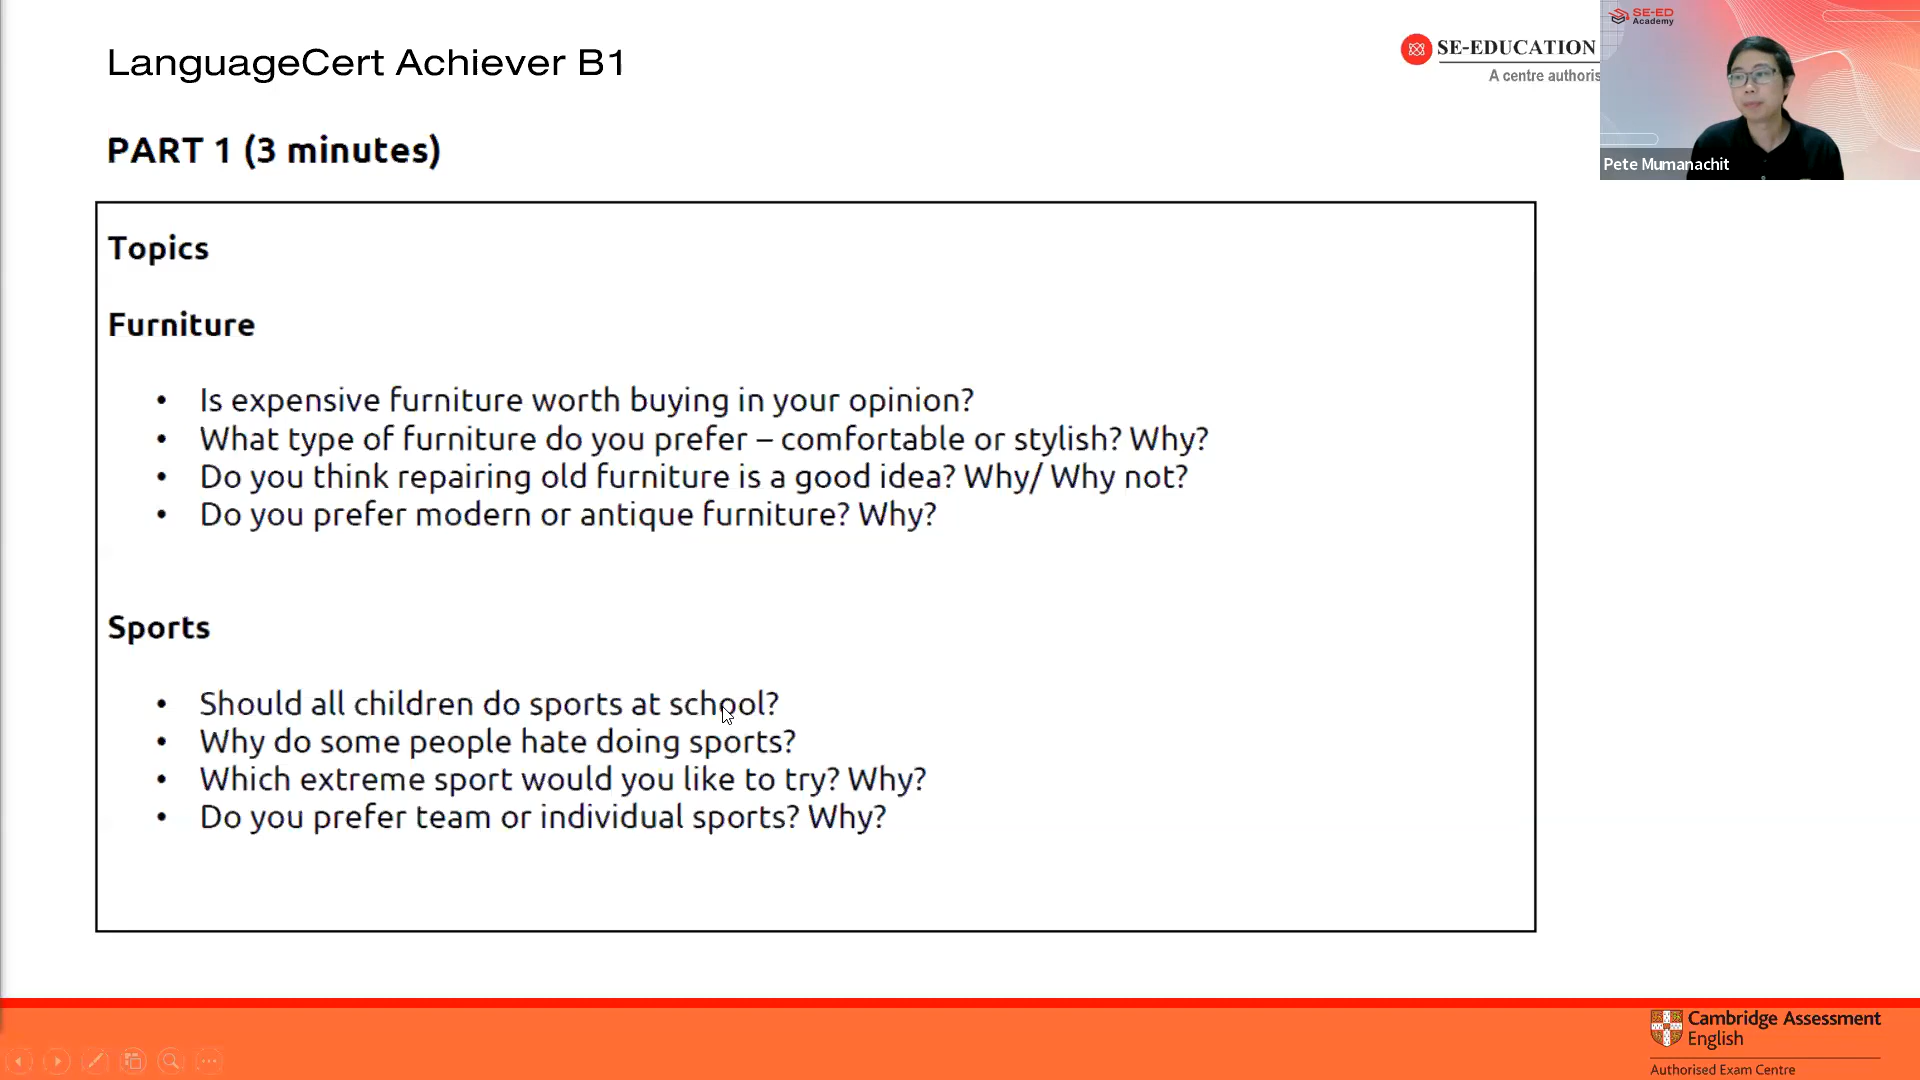 LanguageCert Achiever B1
SE-EDUCATION
A centre authoris
SE-ED
Academy
Pete Mumanachit
PART 1 (3 minutes)
Topics
Furniture
• Is expensive furniture worth buying in your opinion?
• What type of furniture do you prefer – comfortable or stylish? Why?
• Do you think repairing old furniture is a good idea? Why/ Why not?
• Do you prefer modern or antique furniture? Why?
Sports
• Should all children do sports at school?
• Why do some people hate doing sports?
• Which extreme sport would you like to try? Why?
• Do you prefer team or individual sports? Why?
Cambridge Assessment
English
Authorised Exam Centre